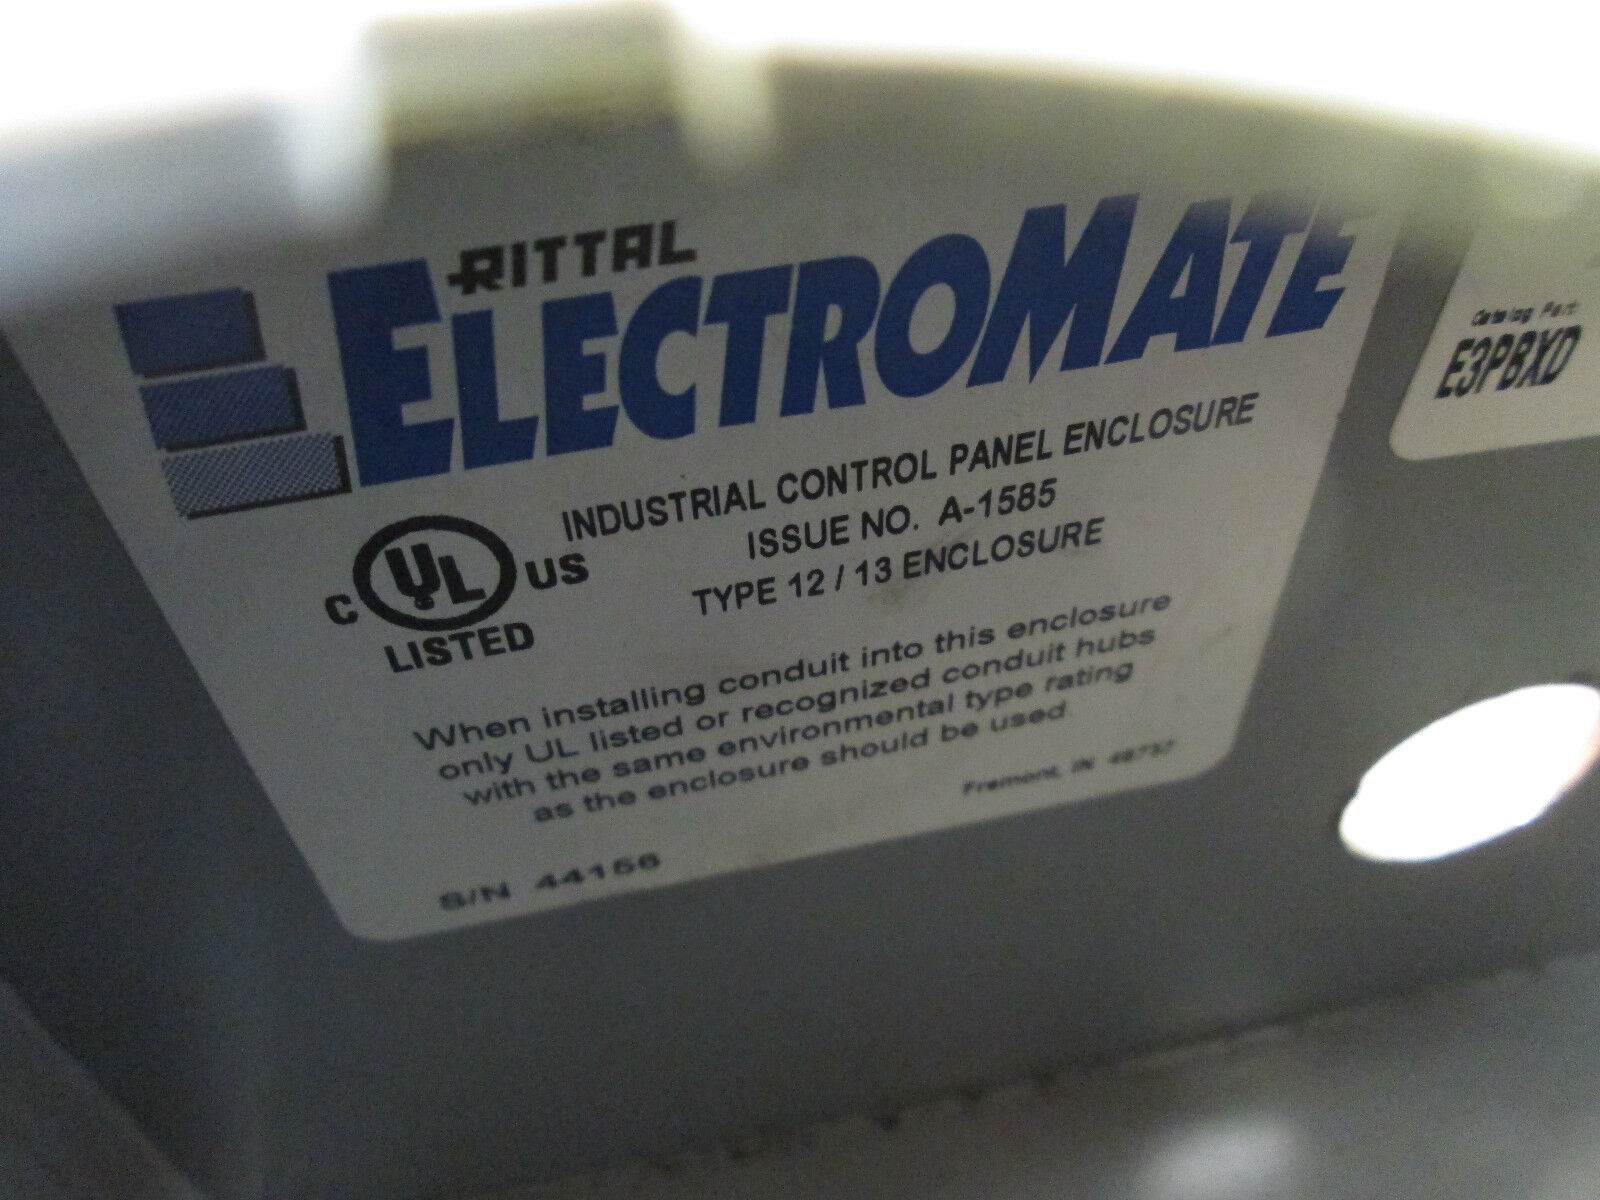 RITTAL
ELECTROMATE
INDUSTRIAL CONTROL PANEL ENCLOSURE
ISSUE NO. A-1585
TYPE 12 / 13 ENCLOSURE
C UL US
LISTED
When installing conduit into this enclosure
only UL listed or recognized conduit hubs
with the same environmental type rating
as the enclosure should be used.
Fremont, IN 46737
S/N 44156
Catalog Part
E3PBXD